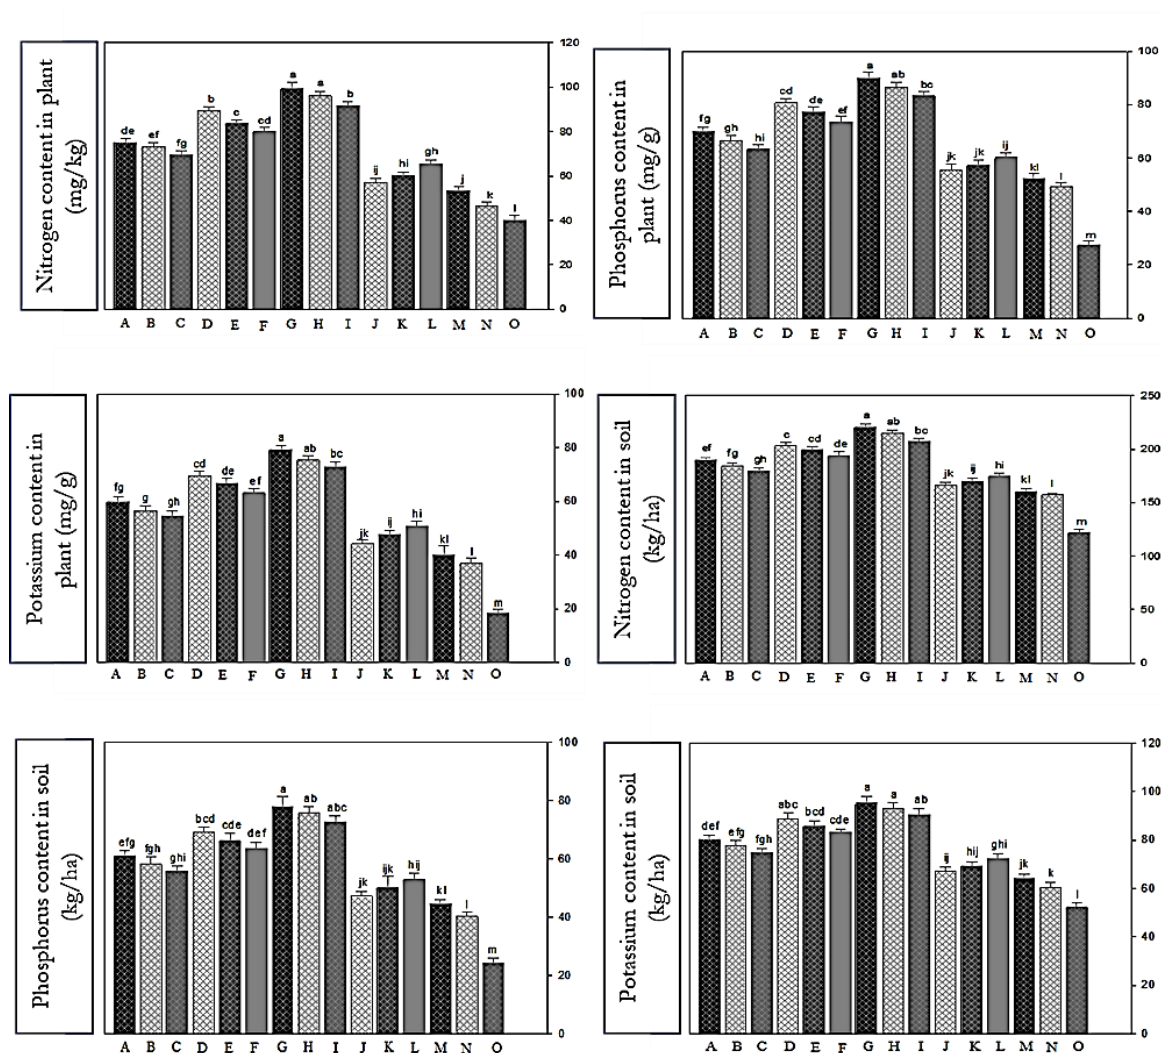 Nitrogen content in plant
(mg/kg)
120
100
80
60
40
20
0
de
ef
fg
b
c
cd
a
a
b
ij
hi
gh
j
k
l
A B C D E F G H I J K L M N O
Phosphorus content in
plant (mg/g)
100
80
60
40
20
0
fg
gh
hi
cd
de
ef
a
ab
bc
jk
jk
ij
kl
l
m
A B C D E F G H I J K L M N O
Potassium content in
plant (mg/g)
100
80
60
40
20
0
fg
g
gh
cd
de
ef
a
ab
bc
jk
ij
hi
kl
l
m
A B C D E F G H I J K L M N O
Nitrogen content in soil
(kg/ha)
250
200
150
100
50
0
ef
fg
gh
c
cd
de
a
ab
bc
jk
ij
hi
kl
l
m
A B C D E F G H I J K L M N O
Phosphorus content in soil
(kg/ha)
100
80
60
40
20
0
efg
fgh
ghi
bcd
cde
def
a
ab
abc
jk
ijk
hij
kl
l
m
A B C D E F G H I J K L M N O
Potassium content in soil
(kg/ha)
120
100
80
60
40
20
0
def
efg
fgh
abc
bcd
cde
a
a
ab
ij
hij
ghi
jk
k
l
A B C D E F G H I J K L M N O